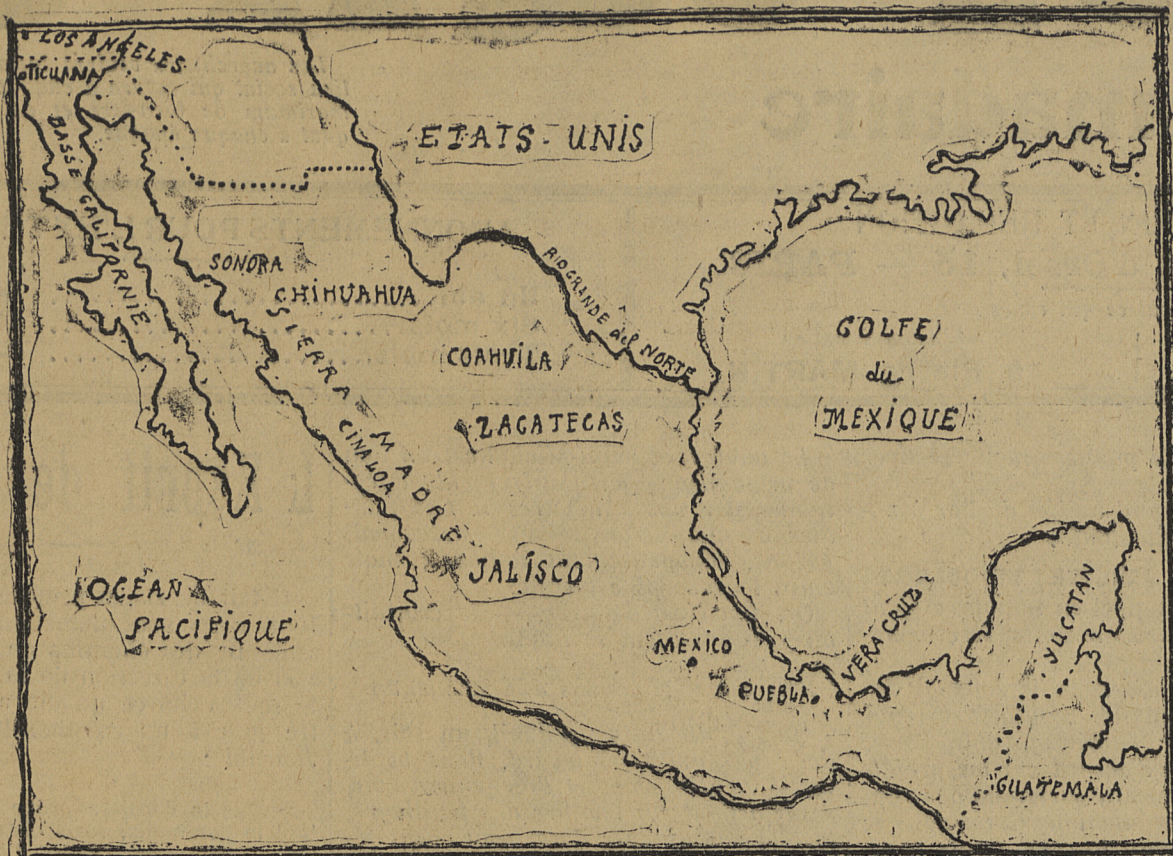 LOS ANGELES
TICUANA
ETATS-UNIS
BASSE CALIFORNIE
SONORA
CHIHUAHUA
RIO GRANDE del NORTE
SIERRA MADRE
COAHUILA
GOLFE
du
MEXIQUE
ZACATECAS
CINALOA
JALISCO
OCÉAN
PACIFIQUE
MEXICO
PUEBLA
VERA CRUZ
YUCATAN
GUATEMALA